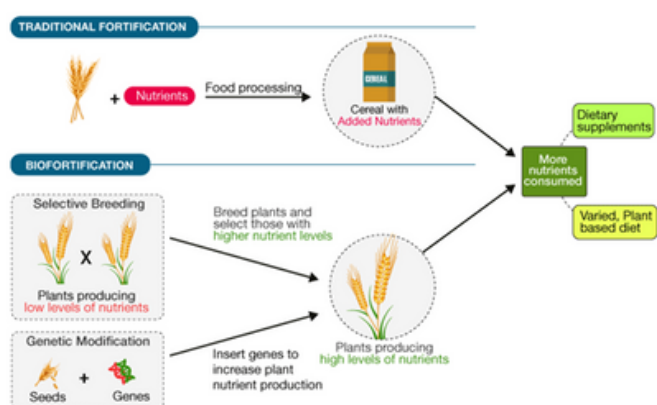 TRADITIONAL FORTIFICATION
+ Nutrients
Food processing
CEREAL
Cereal with
Added Nutrients
BIOFORTIFICATION
Selective Breeding
X
Plants producing
low levels of nutrients
Breed plants and
select those with
higher nutrient levels
Genetic Modification
+
Seeds Genes
Insert genes to
increase plant
nutrient production
Plants producing
high levels of nutrients
More
nutrients
consumed
Dietary
supplements
Varied, Plant
based diet